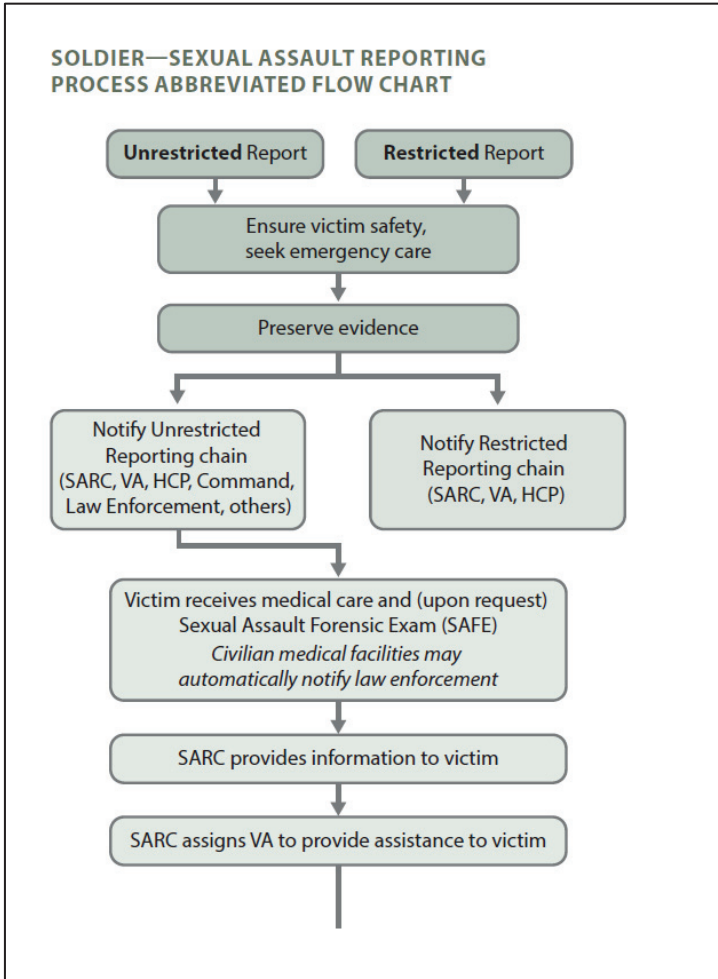 SOLDIER—SEXUAL ASSAULT REPORTING
PROCESS ABBREVIATED FLOW CHART
Unrestricted Report
Restricted Report
Ensure victim safety,
seek emergency care
Preserve evidence
Notify Unrestricted
Reporting chain
(SARC, VA, HCP, Command,
Law Enforcement, others)
Notify Restricted
Reporting chain
(SARC, VA, HCP)
Victim receives medical care and (upon request)
Sexual Assault Forensic Exam (SAFE)
Civilian medical facilities may
automatically notify law enforcement
SARC provides information to victim
SARC assigns VA to provide assistance to victim